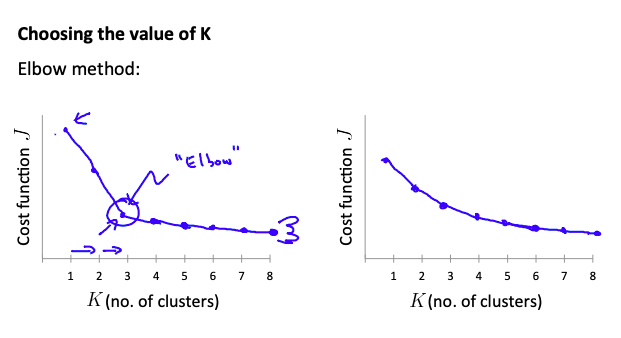 Choosing the value of K
Elbow method:
"Elbow"
Cost function J
1 2 3 4 5 6 7 8
K (no. of clusters)
3
Cost function J
1 2 3 4 5 6 7 8
K (no. of clusters)